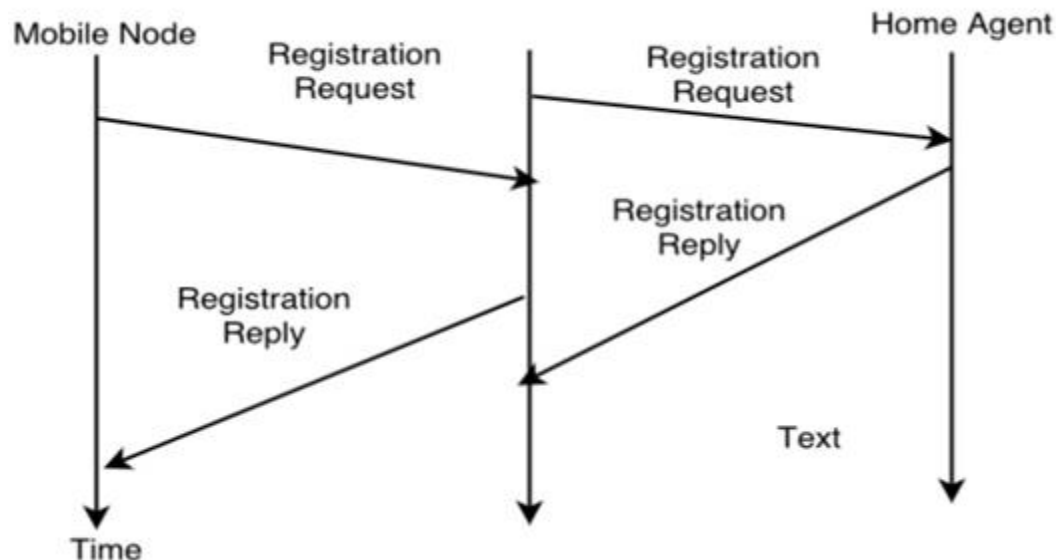 Mobile Node
Home Agent
Registration
Request
Registration
Request
Registration
Reply
Registration
Reply
Text
Time